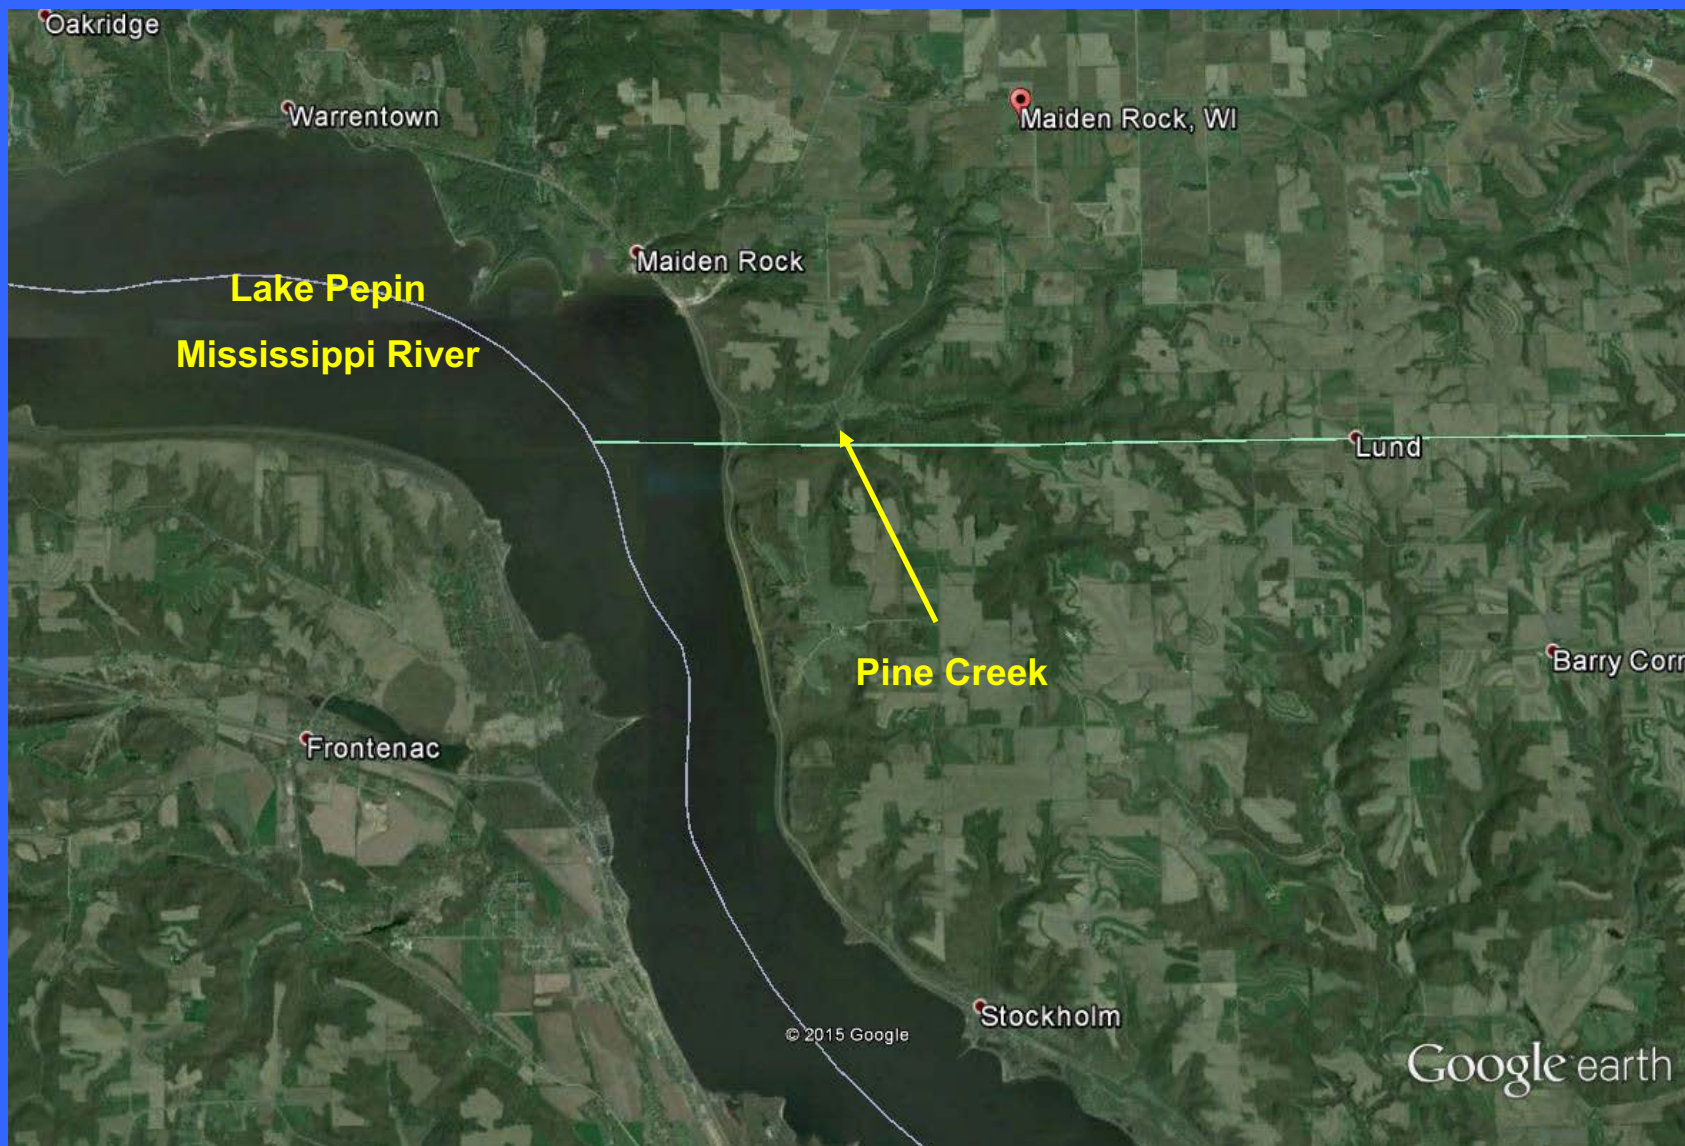 Oakridge
Warrentown
Maiden Rock, WI
Maiden Rock
Lake Pepin
Mississippi River
Lund
Pine Creek
Barry Corr
Frontenac
Stockholm
© 2015 Google
Google earth